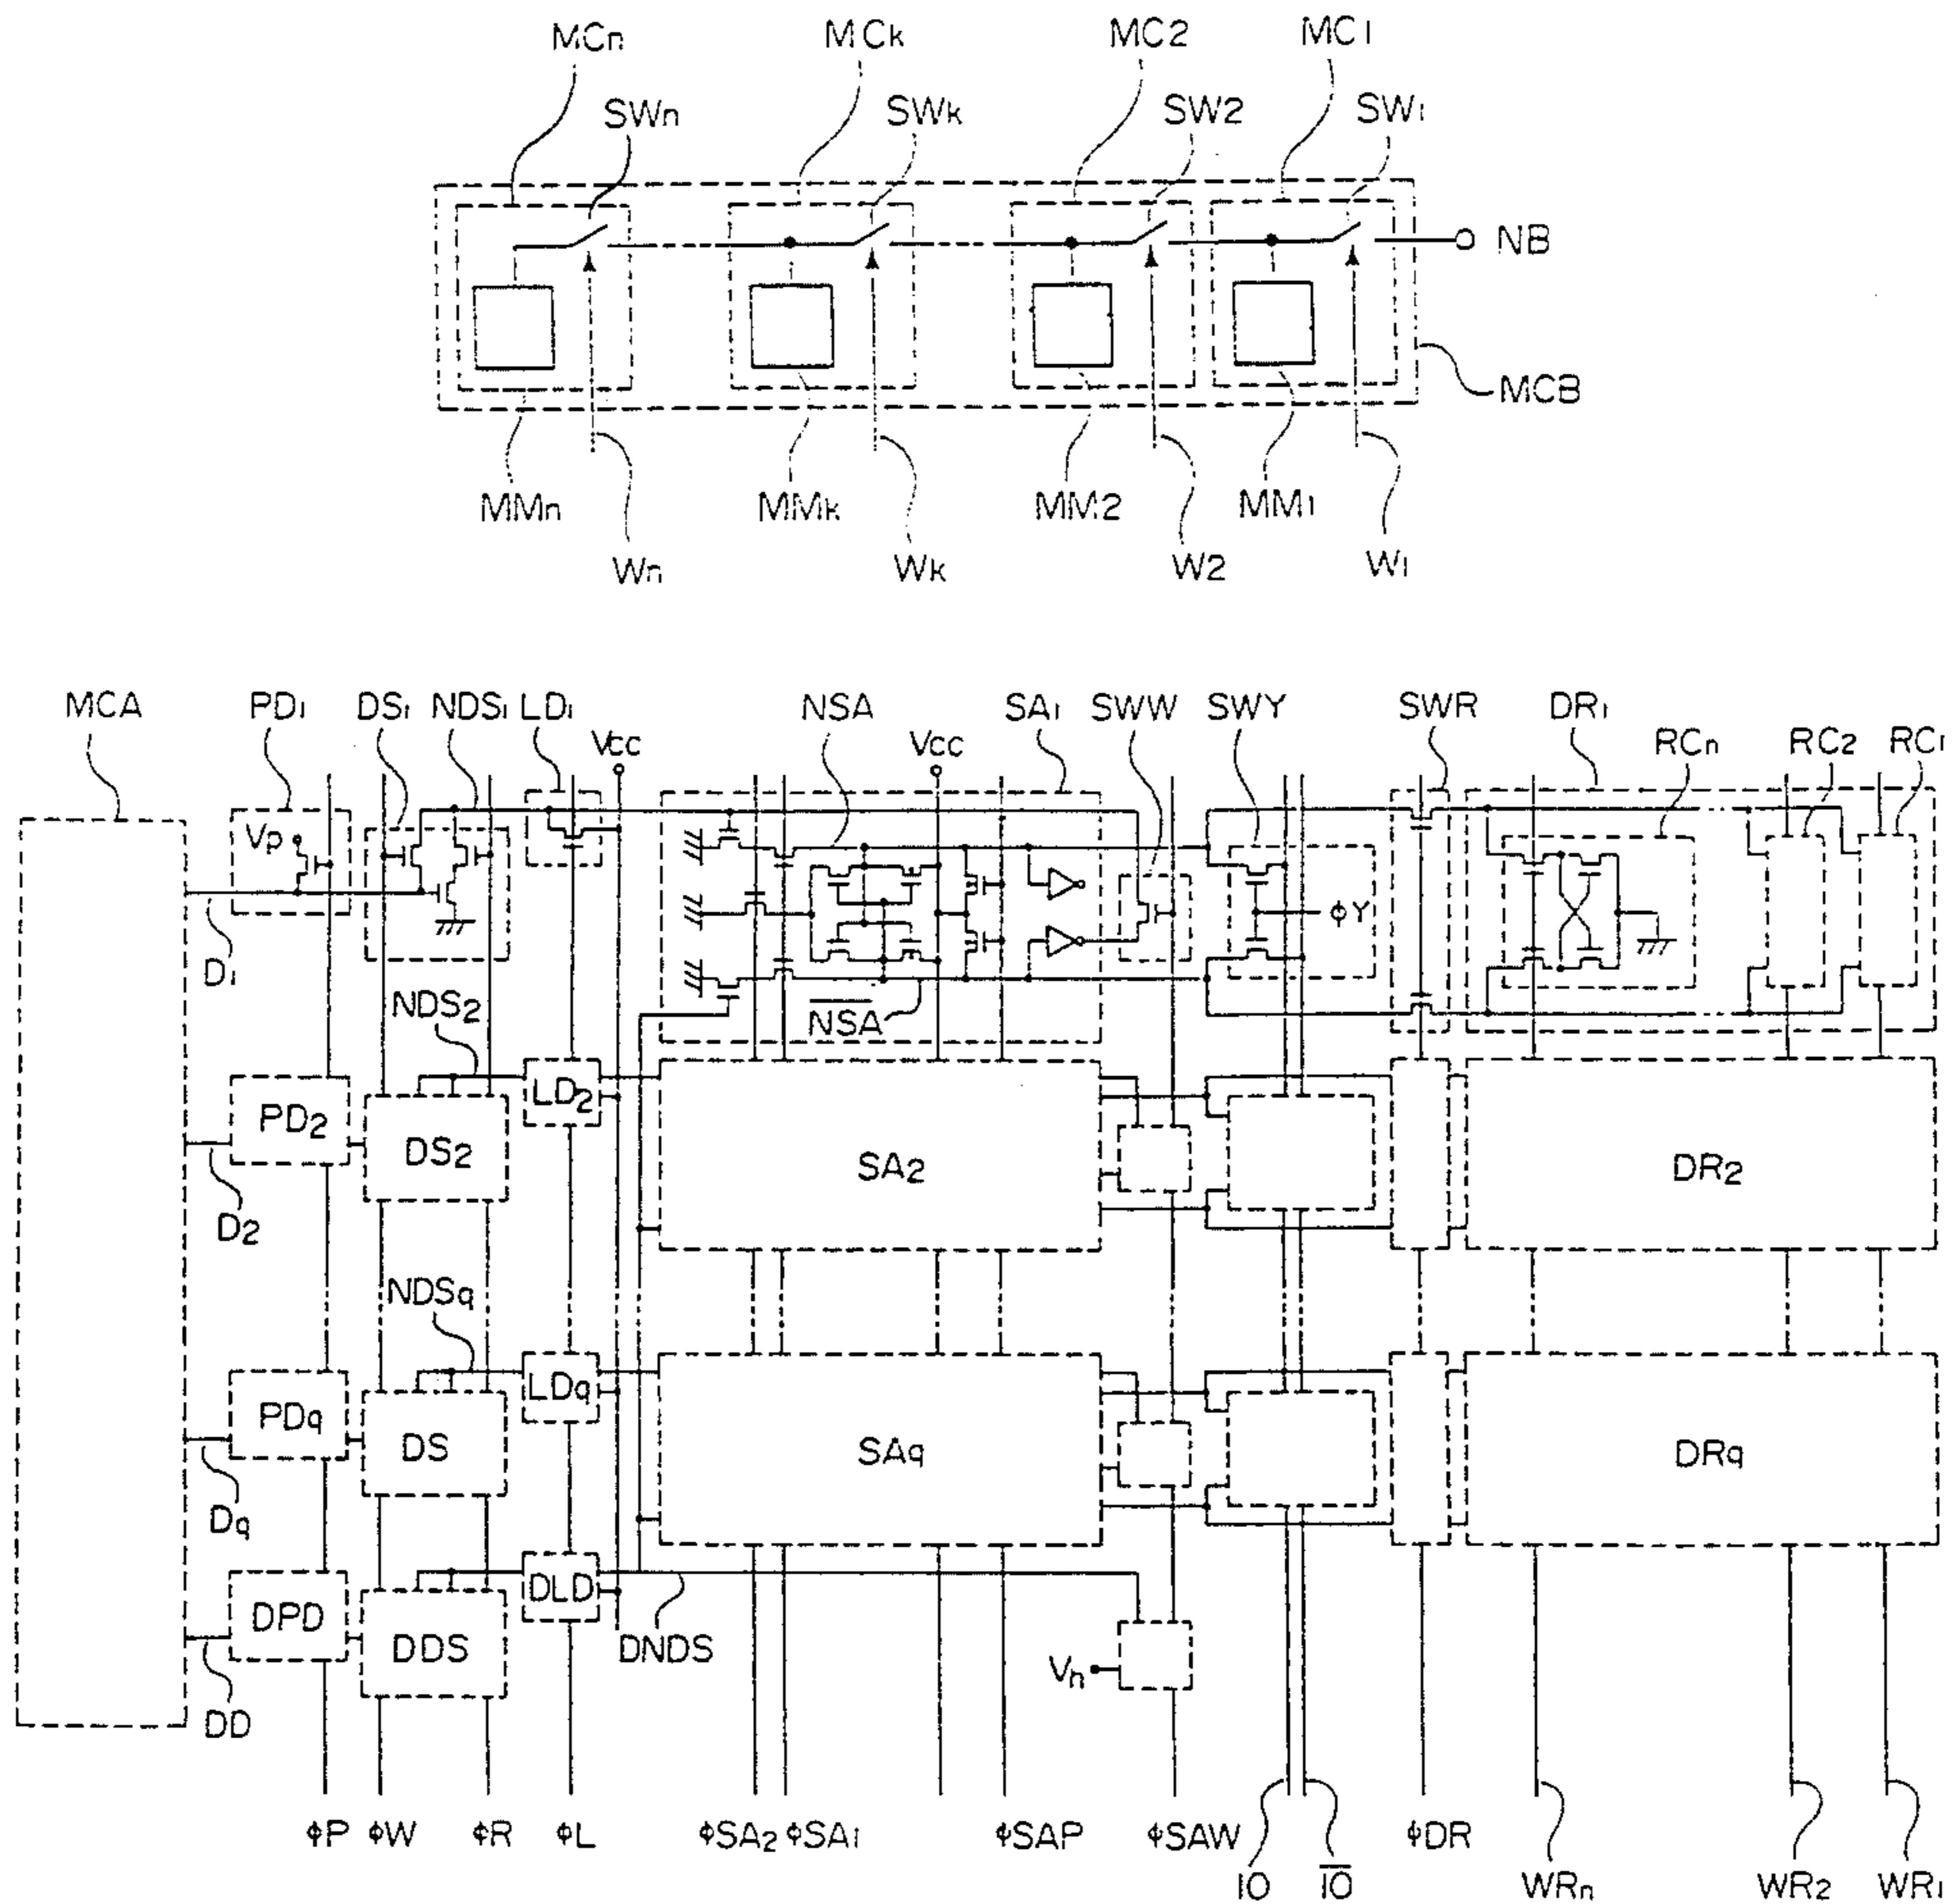 MCn MCk MC2 MC1
SWn SWk SW2 SW1
NB
MCB
MMn MMk MM2 MM1
Wn Wk W2 W1
MCA PD1 DS1 NDS1 LD1 NSA SA1 SWW SWY SWR DR1
Vcc Vcc RCn RC2 RC1
Vp
φY
D1
NDS2 N̅S̅A̅
PD2 DS2 LD2 SA2 DR2
D2
NDSq
PDq DS LDq SAq DRq
Dq
DPD DDS DLD
DNDS Vh
DD
φP φW φR φL φSA2 φSA1 φSAP φSAW φDR
IO I̅O̅ WRn WR2 WR1